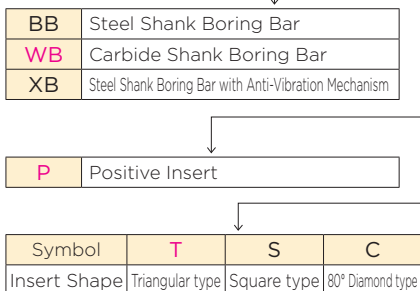 BB Steel Shank Boring Bar
WB Carbide Shank Boring Bar
XB Steel Shank Boring Bar with Anti-Vibration Mechanism
P Positive Insert
Symbol T S C
Insert Shape Triangular type Square type 80° Diamond type